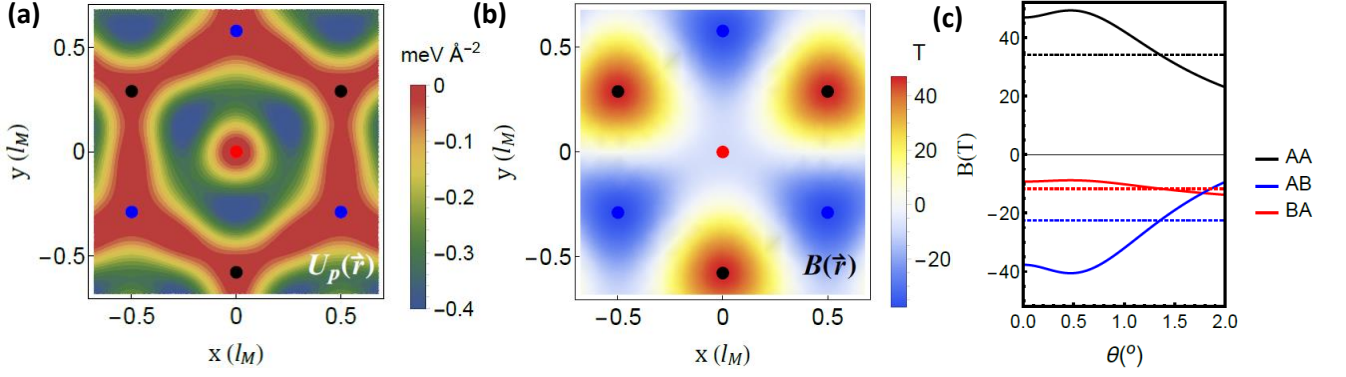 (a)
0.5
0
−0.5
−0.5
0
0.5
y (l_M)
x (l_M)
U_p(r⃗)
meV Å⁻²
0
−0.1
−0.2
−0.3
−0.4
(b)
0.5
0
−0.5
−0.5
0
0.5
y (l_M)
x (l_M)
B(r⃗)
T
40
20
0
−20
(c)
40
20
0
−20
−40
0.0
0.5
1.0
1.5
2.0
B(T)
θ(°)
AA
AB
BA